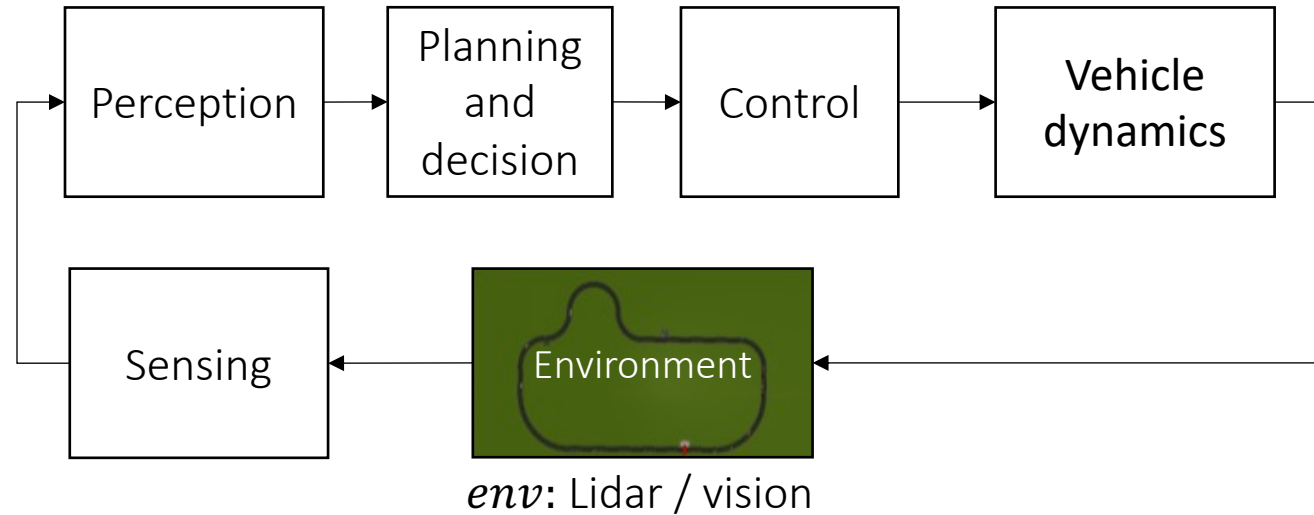 Perception
Planning
and
decision
Control
Vehicle
dynamics
Sensing
Environment
env: Lidar / vision